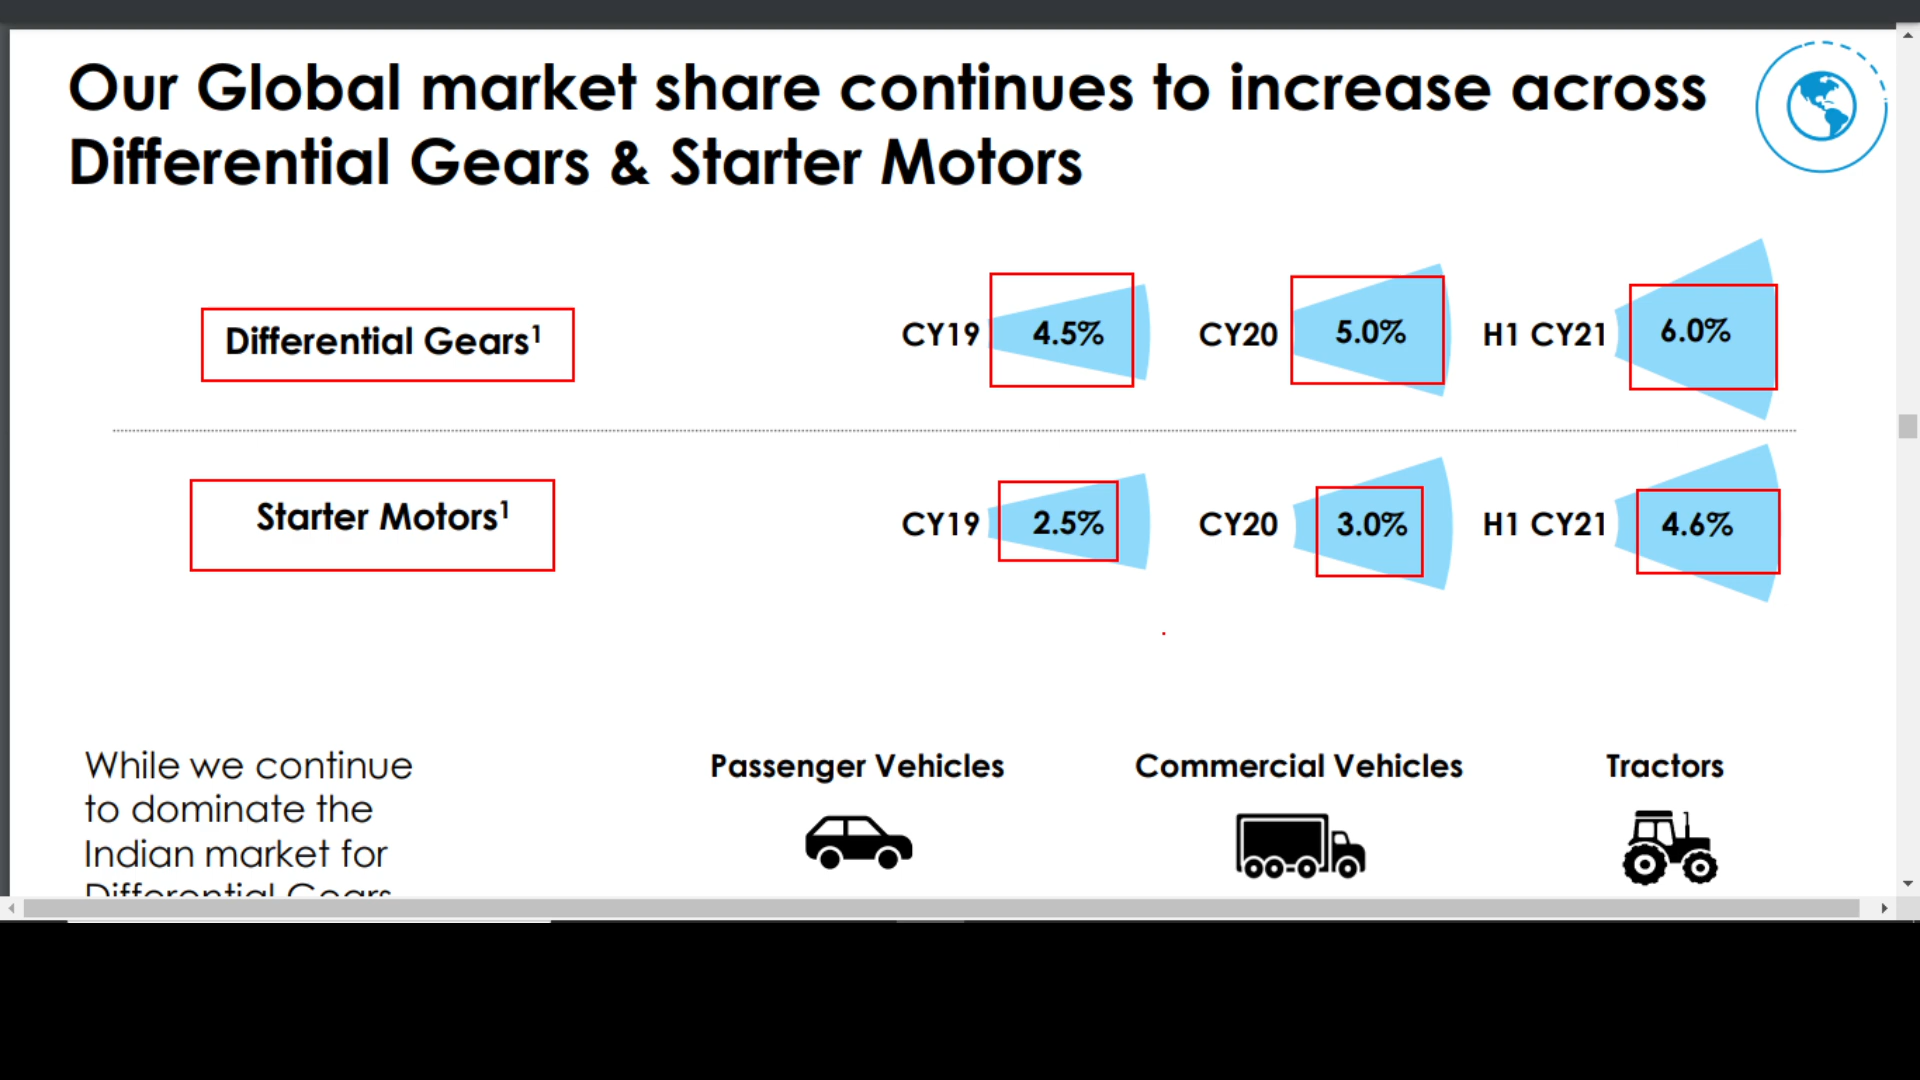 Our Global market share continues to increase across
Differential Gears & Starter Motors
Differential Gears¹ CY19 4.5% CY20 5.0% H1 CY21 6.0%
Starter Motors¹ CY19 2.5% CY20 3.0% H1 CY21 4.6%
Passenger Vehicles Commercial Vehicles Tractors
While we continue
to dominate the
Indian market for
Differential Gears